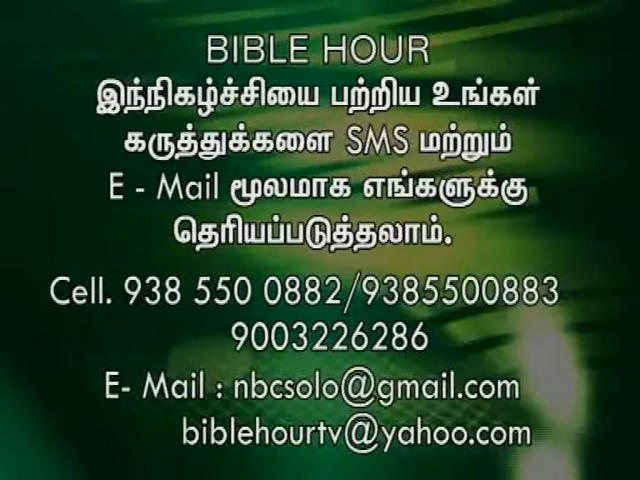 BIBLE HOUR
இந்நிகழ்ச்சியை பற்றிய உங்கள்
கருத்துக்களை SMS மற்றும்
E - Mail மூலமாக எங்களுக்கு
தெரியப்படுத்தலாம்.
Cell. 938 550 0882/9385500883
9003226286
E- Mail : nbcsolo@gmail.com
biblehourtv@yahoo.com